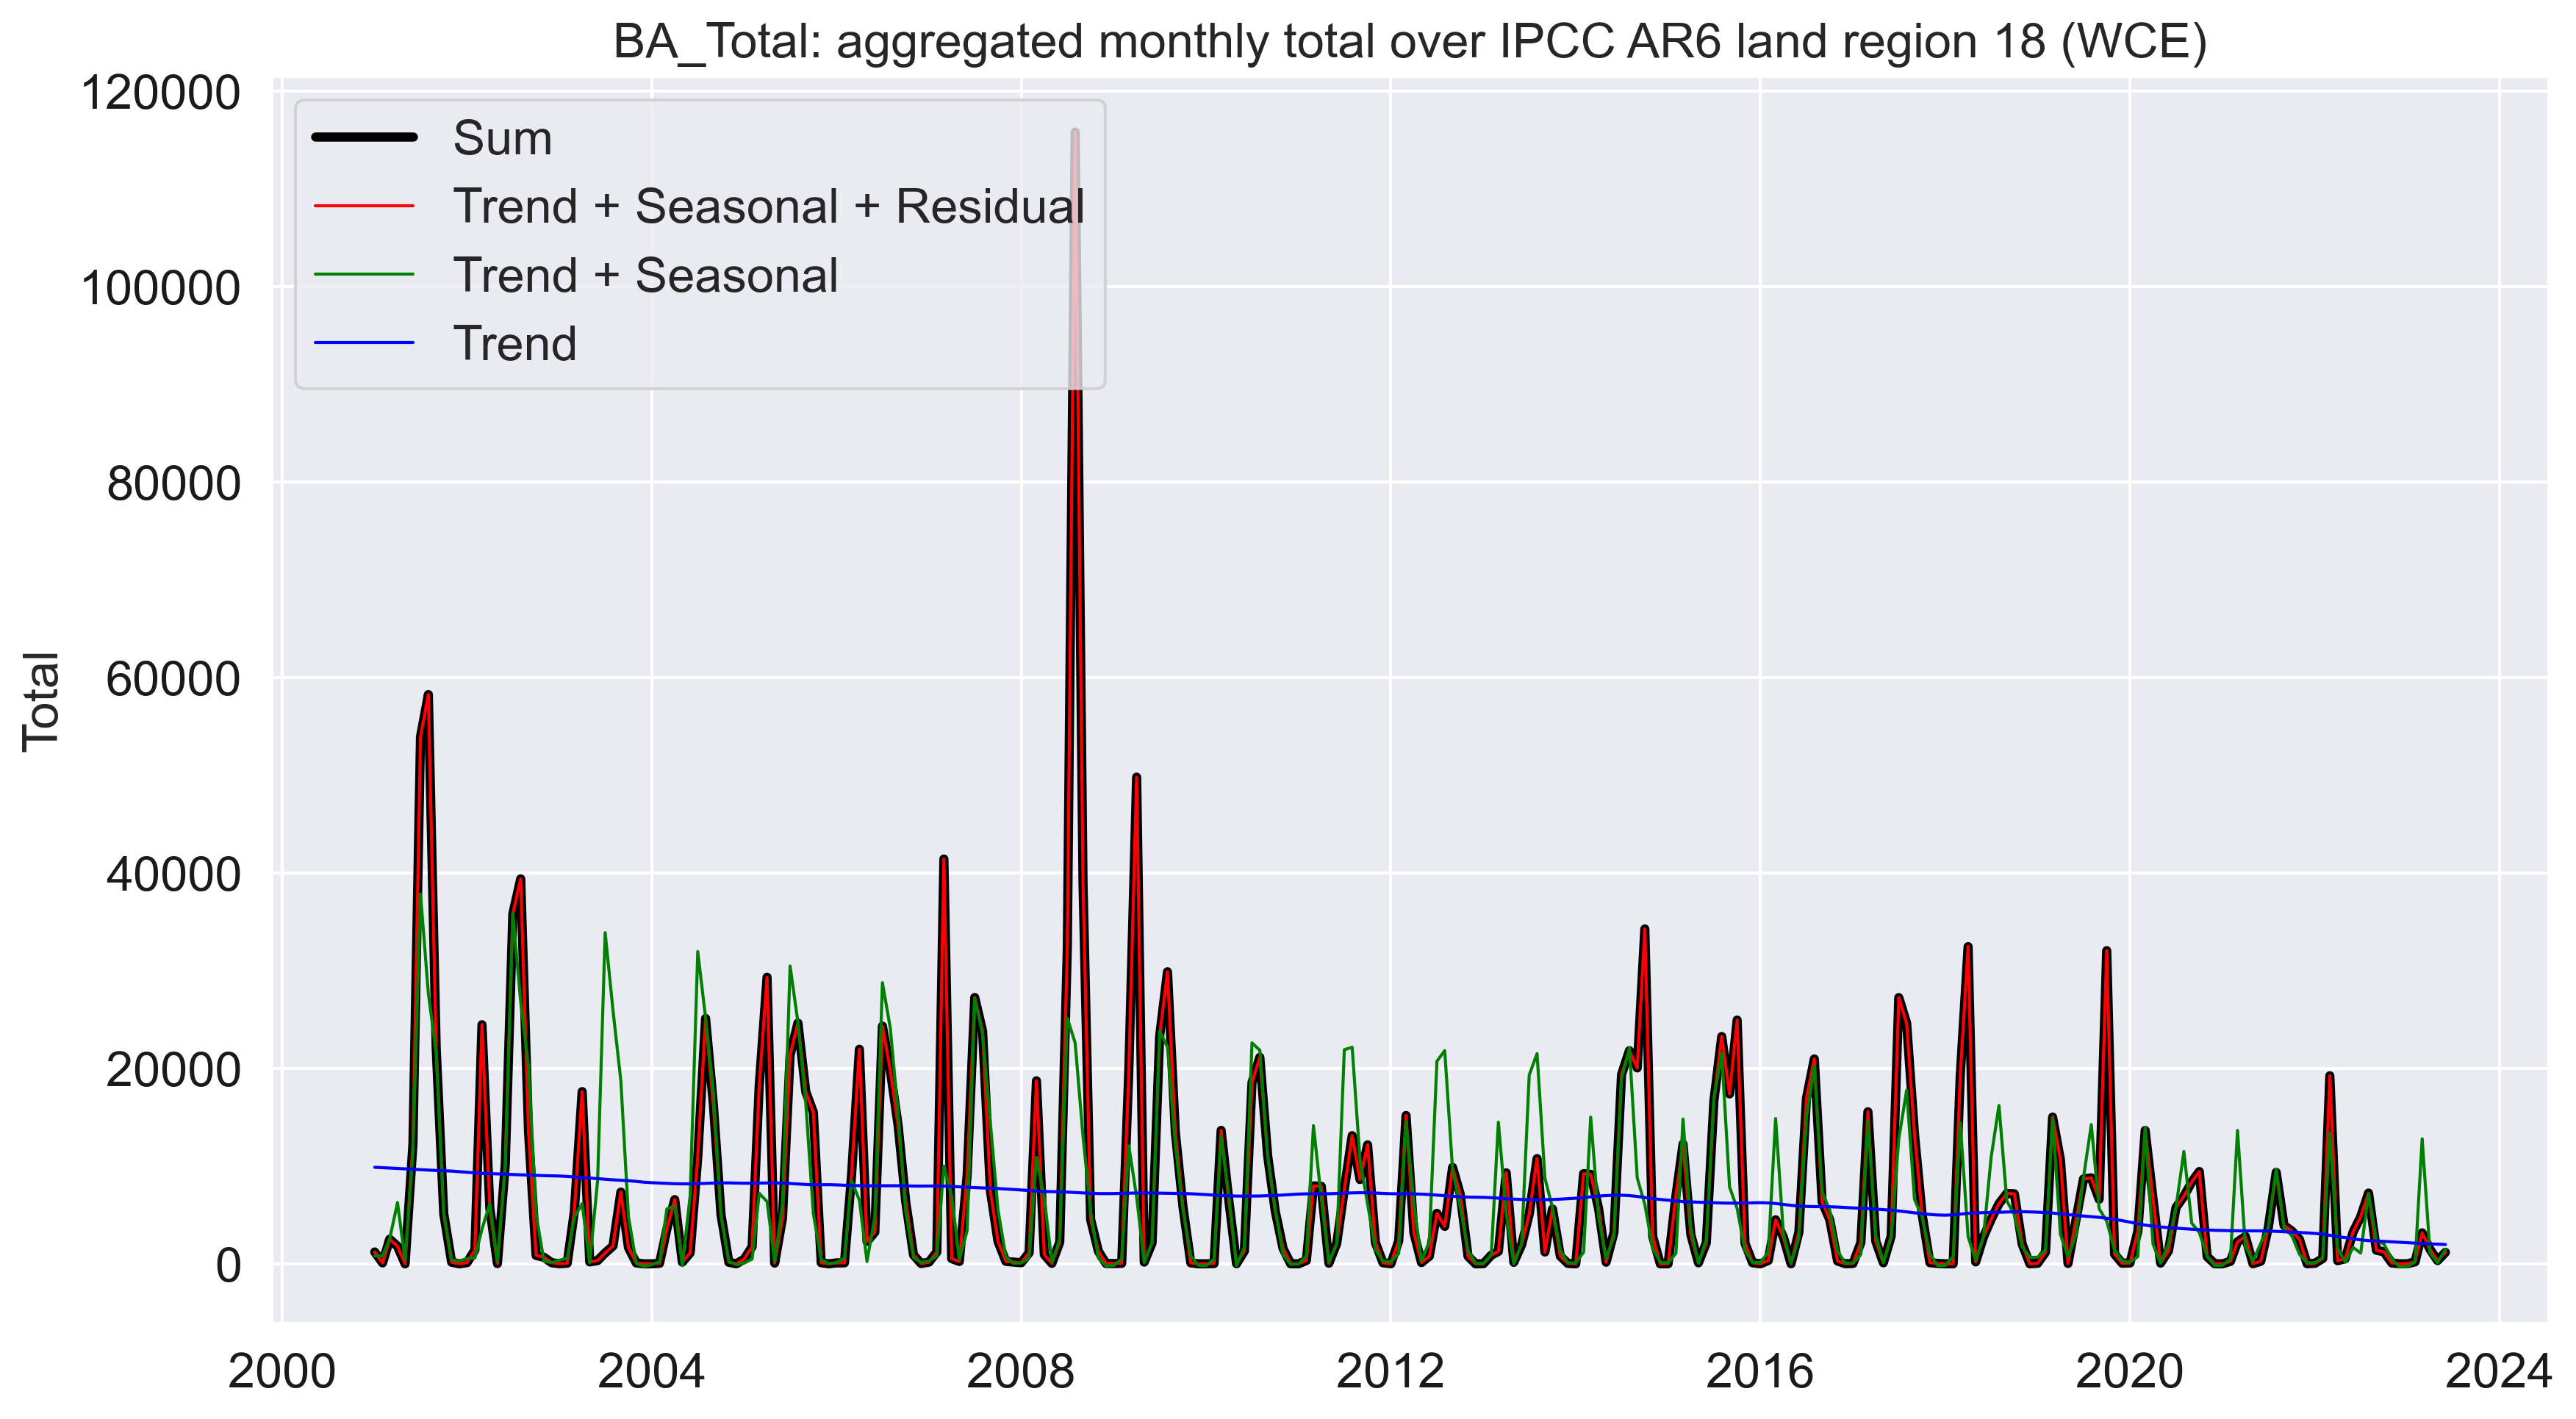 BA_Total: aggregated monthly total over IPCC AR6 land region 18 (WCE)
120000
100000
80000
60000
40000
20000
0
Total
Sum
Trend + Seasonal + Residual
Trend + Seasonal
Trend
2000
2004
2008
2012
2016
2020
2024